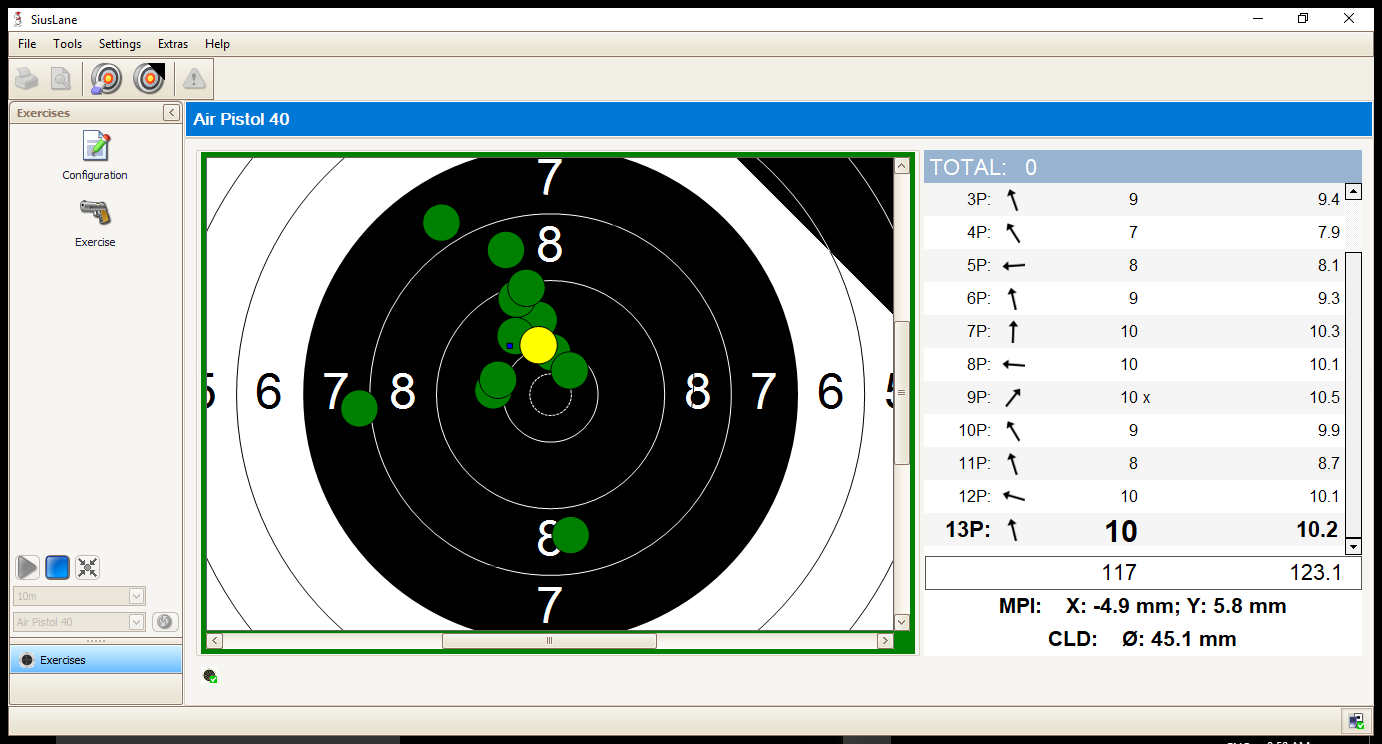 SiusLane
File Tools Settings Extras Help
Exercises
Configuration
Exercise
10m
Air Pistol 40
Exercises
Air Pistol 40
7
8
6 7 8 8 7 6
8
7
TOTAL: 0
3P: 9 9.4
4P: 7 7.9
5P: 8 8.1
6P: 9 9.3
7P: 10 10.3
8P: 10 10.1
9P: 10 x 10.5
10P: 9 9.9
11P: 8 8.7
12P: 10 10.1
13P: 10 10.2
117 123.1
MPI: X: -4.9 mm; Y: 5.8 mm
CLD: Ø: 45.1 mm